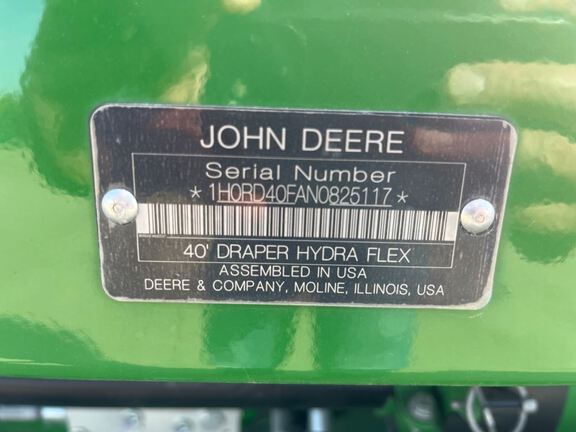 JOHN DEERE
Serial Number
*1H0RD40FAN0825117*
40' DRAPER HYDRA FLEX
ASSEMBLED IN USA
DEERE & COMPANY, MOLINE, ILLINOIS, USA